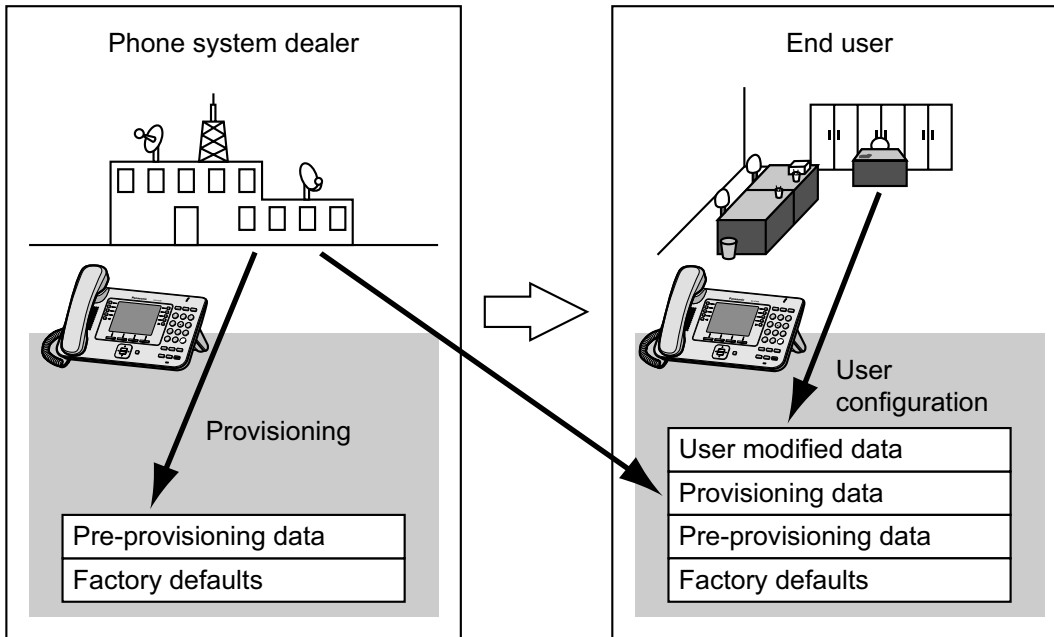 Phone system dealer
Provisioning
Pre-provisioning data
Factory defaults
End user
User
configuration
User modified data
Provisioning data
Pre-provisioning data
Factory defaults